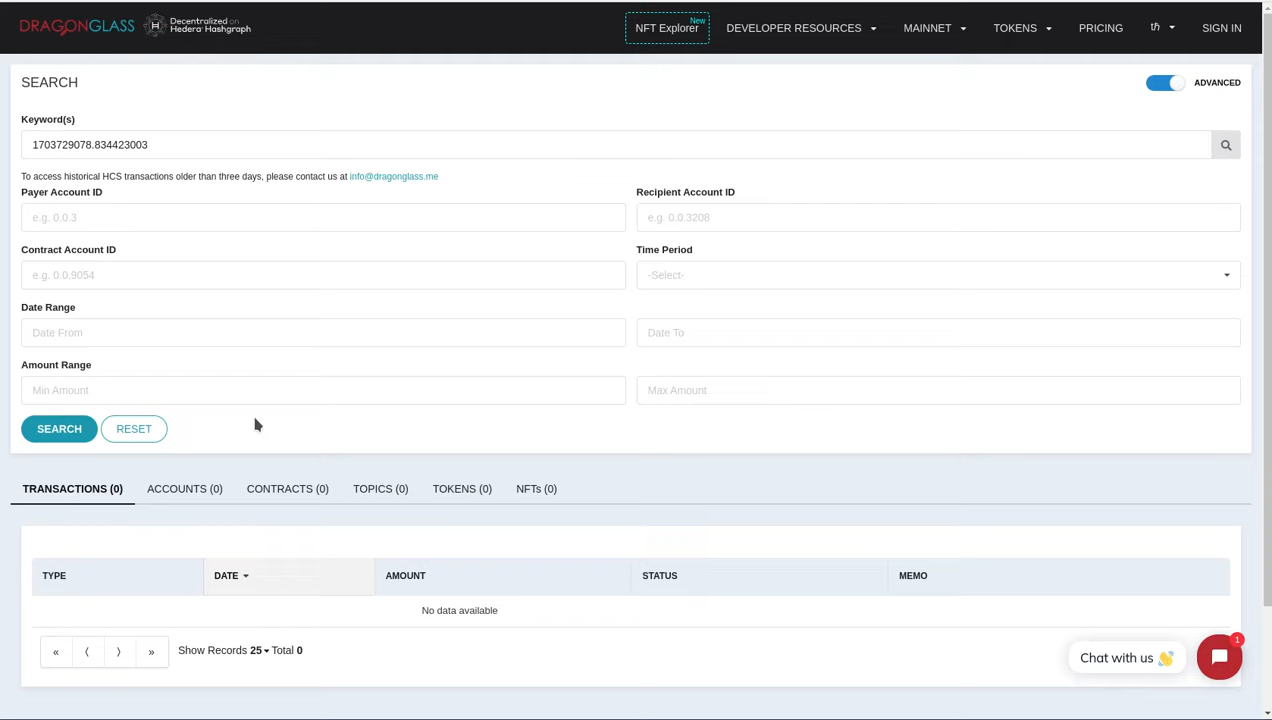 DRAGONGLASS
Decentralized on
Hedera Hashgraph
New
NFT Explorer
DEVELOPER RESOURCES
MAINNET
TOKENS
PRICING
ℏ
SIGN IN
SEARCH
ADVANCED
Keyword(s)
1703729078.834423003
To access historical HCS transactions older than three days, please contact us at info@dragonglass.me
Payer Account ID
Recipient Account ID
e.g. 0.0.3
e.g. 0.0.3208
Contract Account ID
Time Period
e.g. 0.0.9054
-Select-
Date Range
Date From
Date To
Amount Range
Min Amount
Max Amount
SEARCH
RESET
TRANSACTIONS (0)
ACCOUNTS (0)
CONTRACTS (0)
TOPICS (0)
TOKENS (0)
NFTs (0)
TYPE
DATE
AMOUNT
STATUS
MEMO
No data available
« ⟨ ⟩ »
Show Records 25 Total 0
Chat with us 👋
1